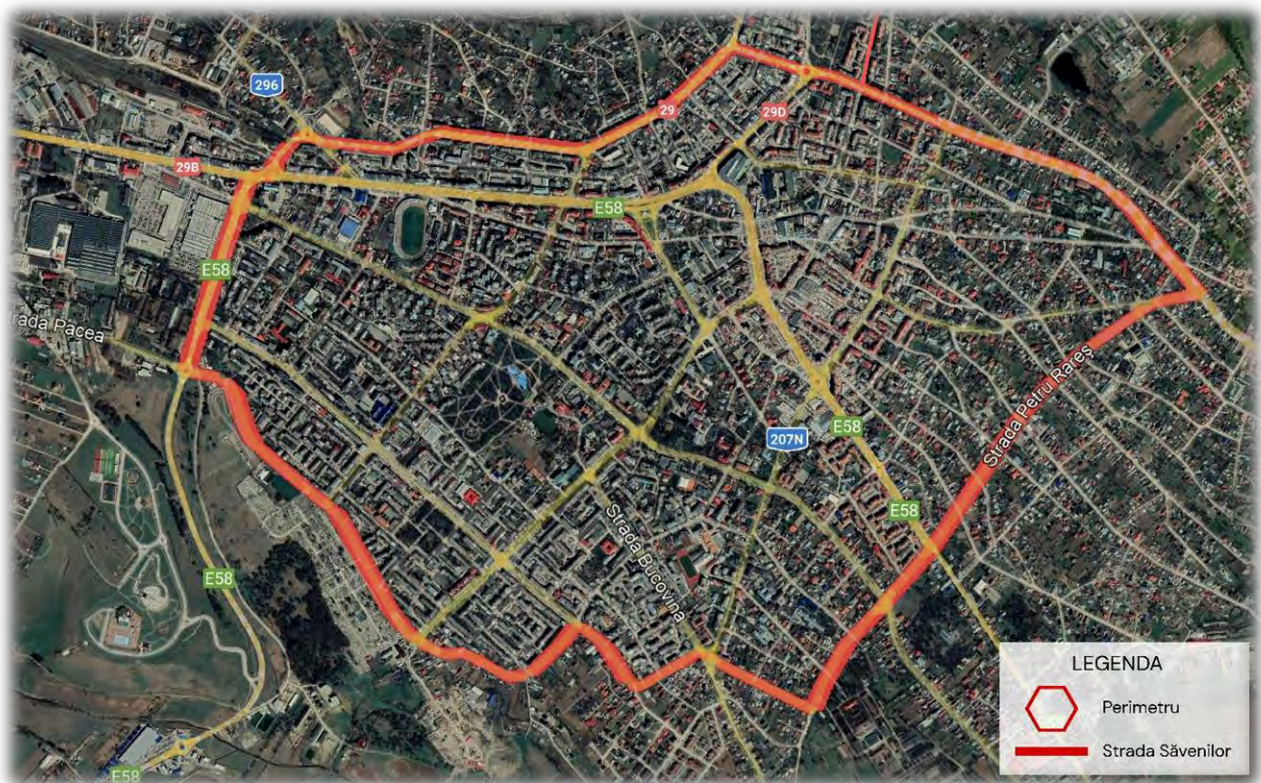 296
29
29D
29B
E58
E58
rada Pacea
Strada Petru Rareș
207N
E58
Strada Bucovina
E58
E58
E58
LEGENDA
Perimetru
Strada Săvenilor